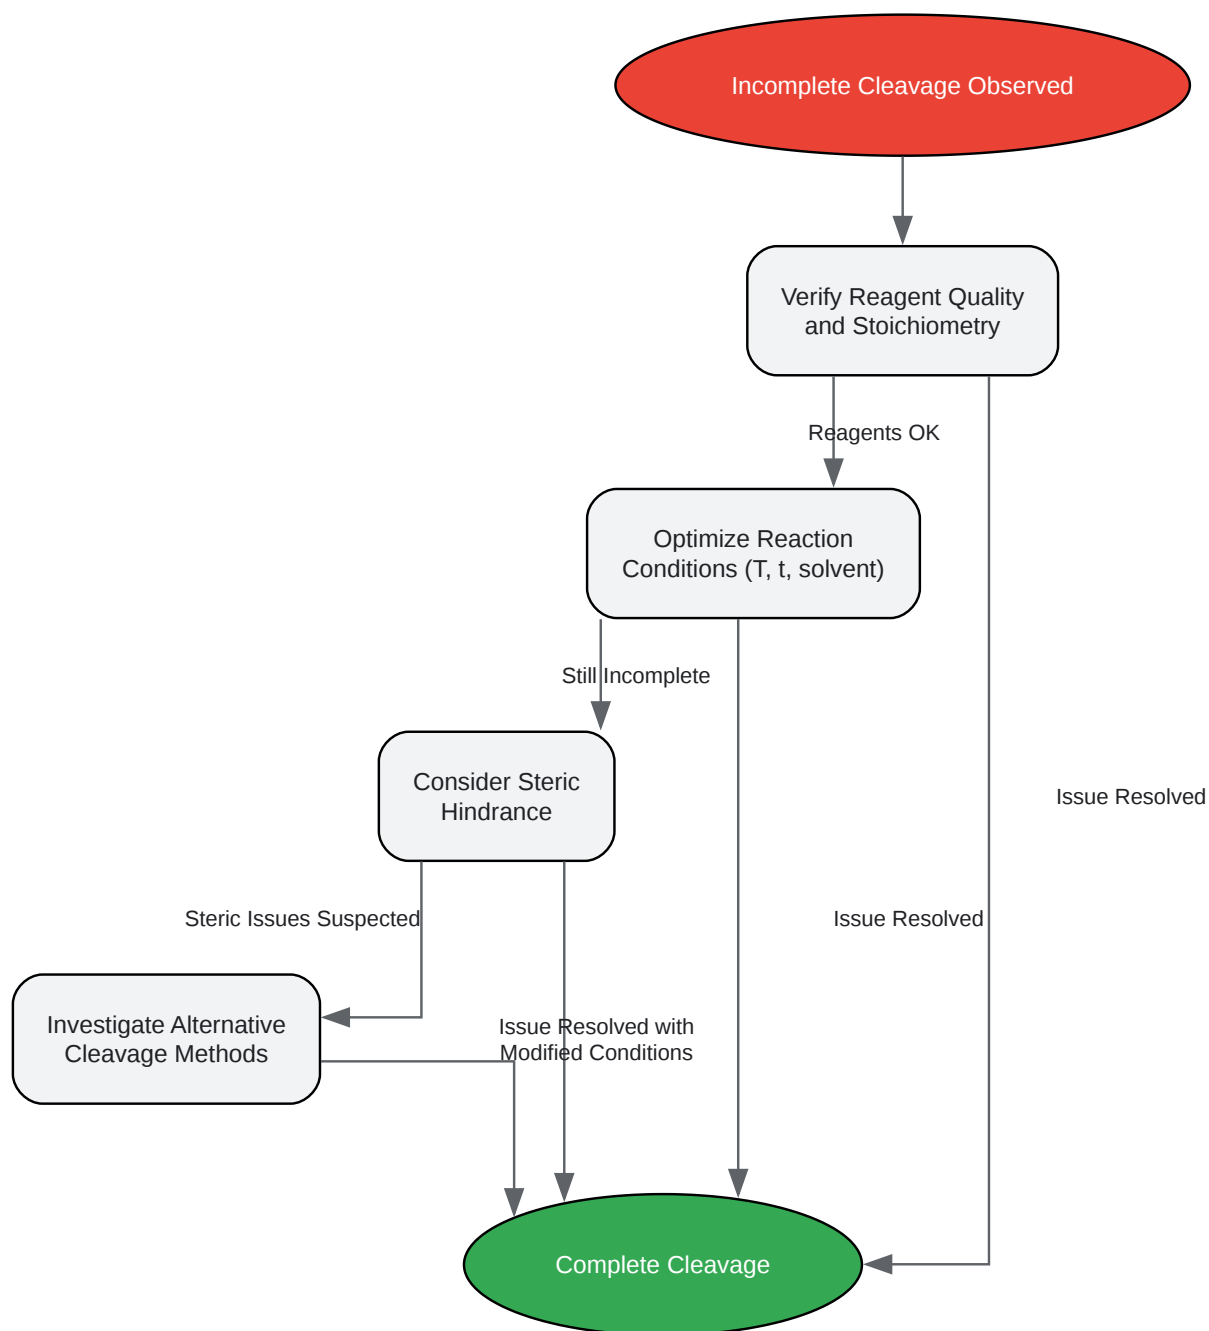 Incomplete Cleavage Observed
Verify Reagent Quality
and Stoichiometry
Reagents OK
Optimize Reaction
Conditions (T, t, solvent)
Still Incomplete
Consider Steric
Hindrance
Issue Resolved
Steric Issues Suspected
Issue Resolved
Investigate Alternative
Cleavage Methods
Issue Resolved with
Modified Conditions
Complete Cleavage